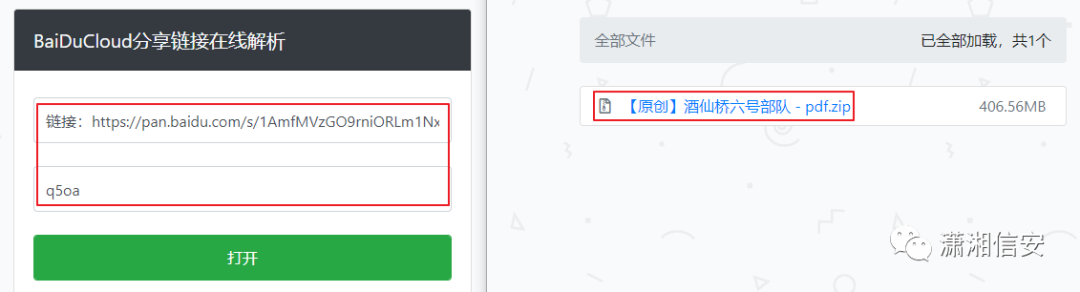 BaiDuCloud分享链接在线解析
链接：https://pan.baidu.com/s/1AmfMVzGO9rniORLm1Nx
q5oa
打开
全部文件
已全部加载，共1个
【原创】酒仙桥六号部队 - pdf.zip
406.56MB
潇湘信安